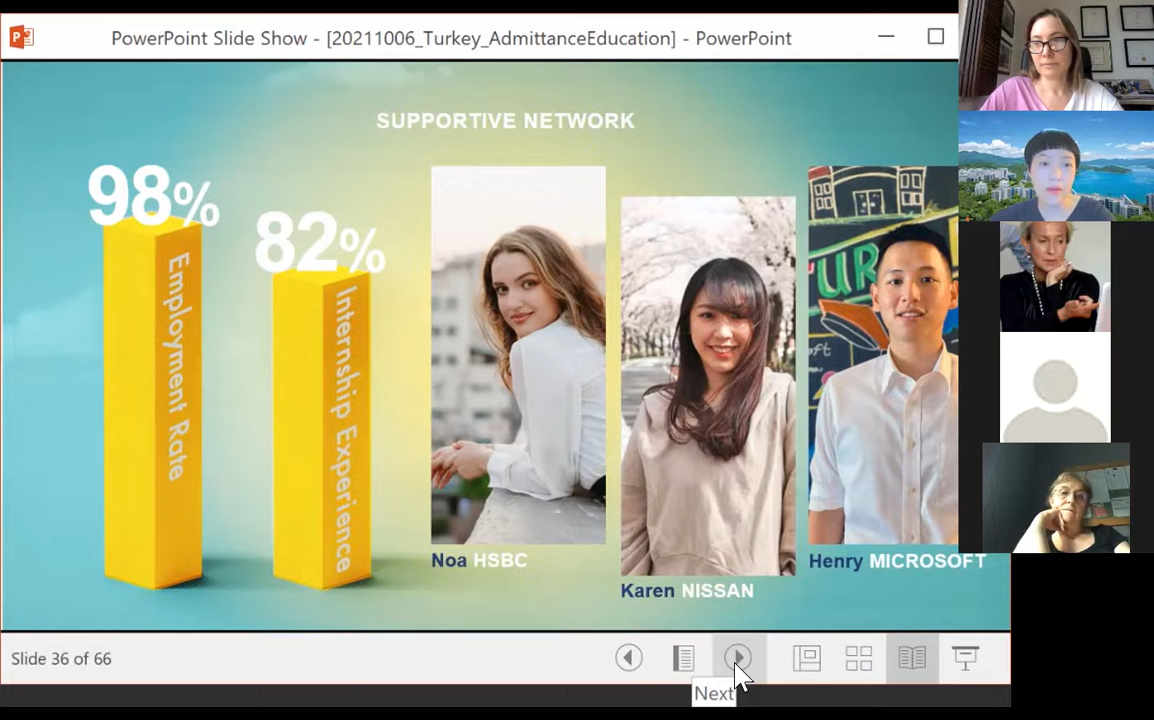 PowerPoint Slide Show - [20211006_Turkey_AdmittanceEducation] - PowerPoint
SUPPORTIVE NETWORK
98%
Employment Rate
82%
Internship Experience
Noa HSBC
Karen NISSAN
Henry MICROSOFT
Slide 36 of 66
Next